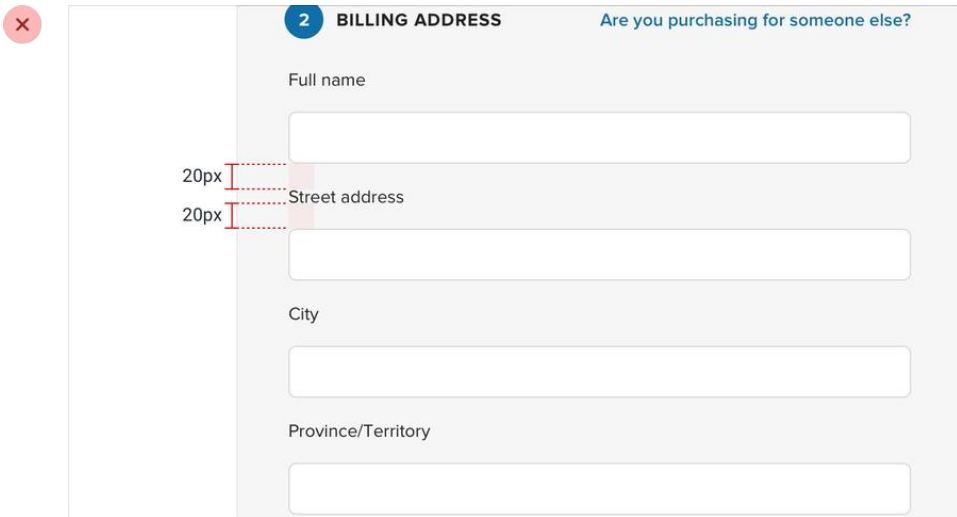 2 BILLING ADDRESS Are you purchasing for someone else?
Full name
20px
Street address
20px
City
Province/Territory